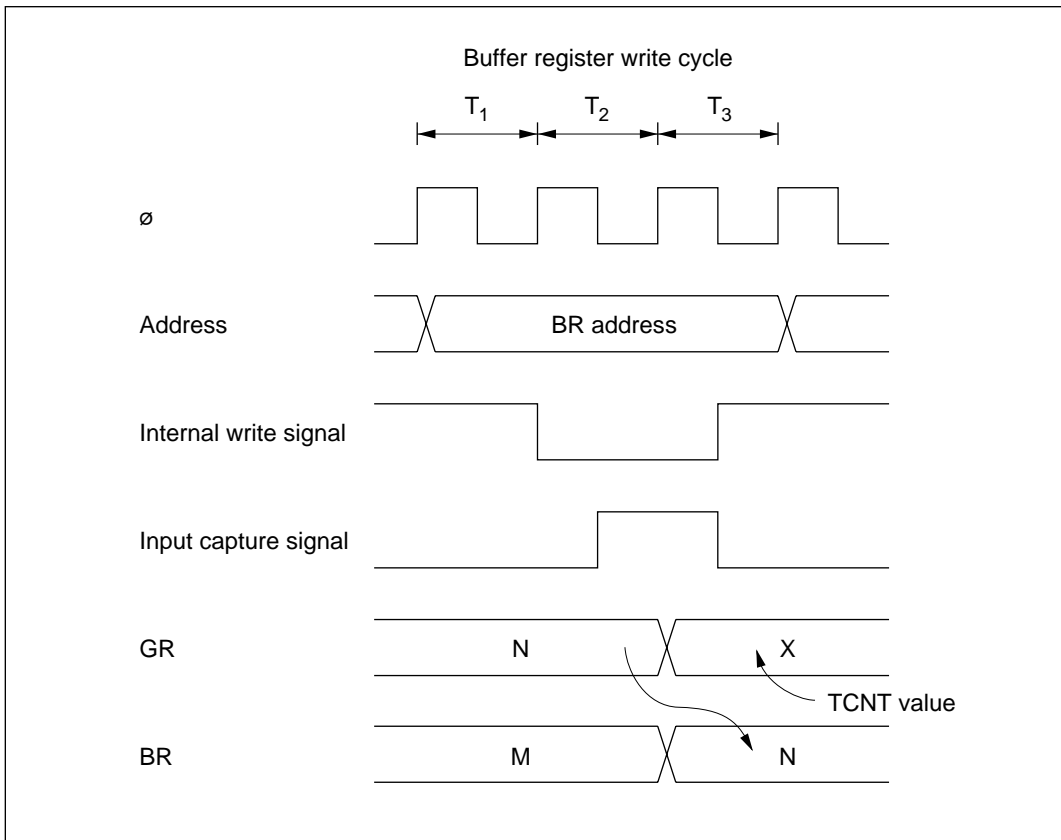 Buffer register write cycle
T1 T2 T3
ø
Address BR address
Internal write signal
Input capture signal
GR N X
TCNT value
BR M N